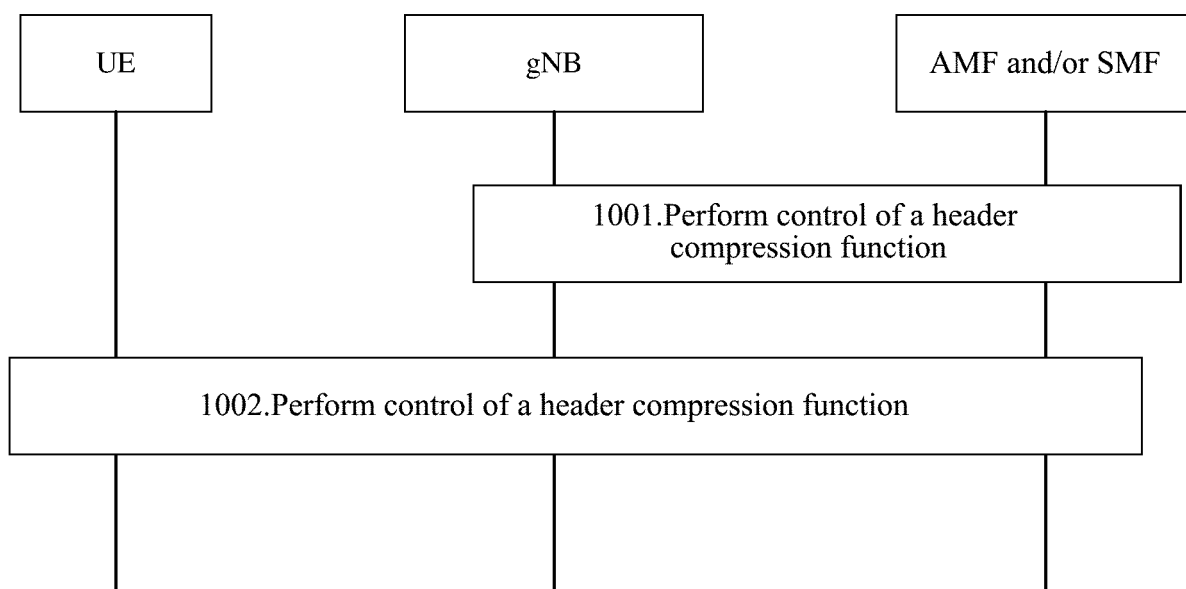 UE
gNB
AMF and/or SMF
1001.Perform control of a header
compression function
1002.Perform control of a header compression function